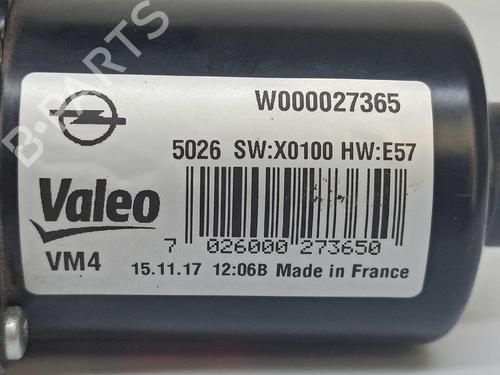 W000027365
5026 SW:X0100 HW:E57
Valeo
7 026000 273650
VM4
15.11.17 12:06B Made in France
B-PARTS